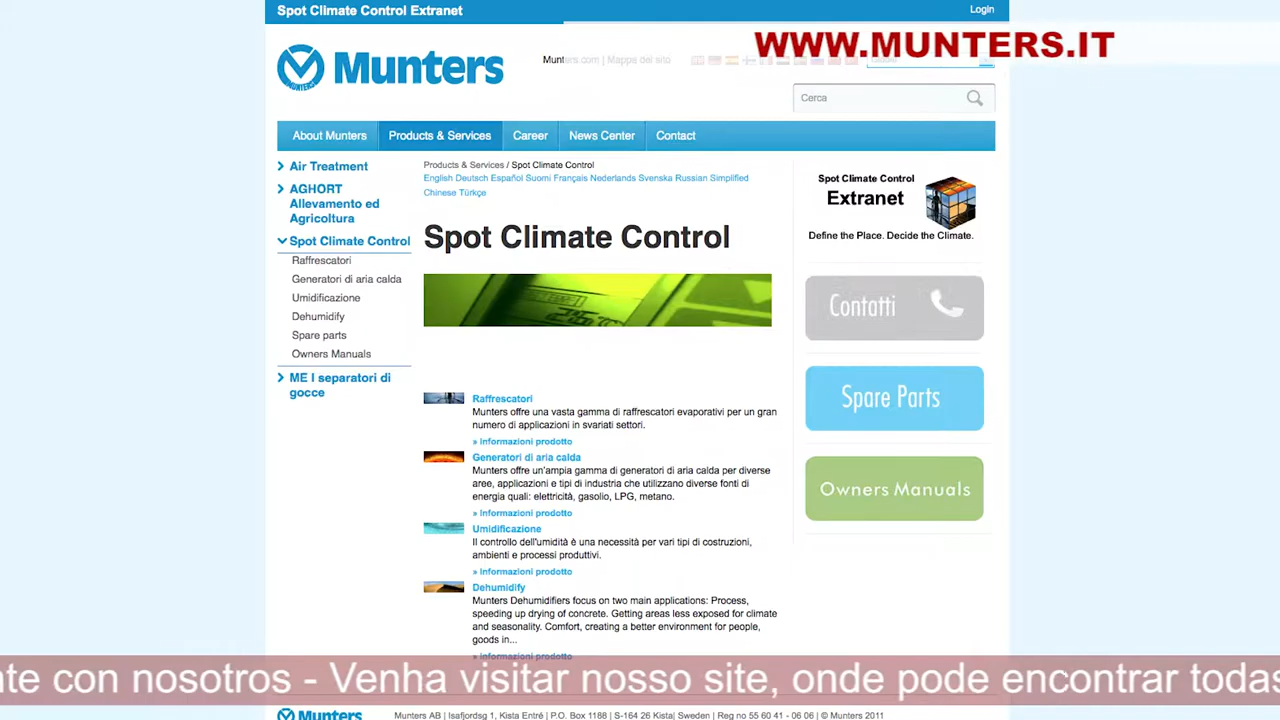 Spot Climate Control Extranet
Login
WWW.MUNTERS.IT
Munters
Munters.com | Mappa del sito
Cerca
About Munters
Products & Services
Career
News Center
Contact
Air Treatment
AGHORT
Allevamento ed
Agricoltura
Spot Climate Control
Raffrescatori
Generatori di aria calda
Umidificazione
Dehumidify
Spare parts
Owners Manuals
ME I separatori di
gocce
Products & Services / Spot Climate Control
English Deutsch Español Suomi Français Nederlands Svenska Russian Simplified
Chinese Türkçe
Spot Climate Control
Raffrescatori
Munters offre una vasta gamma di raffrescatori evaporativi per un gran
numero di applicazioni in svariati settori.
» Informazioni prodotto
Generatori di aria calda
Munters offre un'ampia gamma di generatori di aria calda per diverse
aree, applicazioni e tipi di industria che utilizzano diverse fonti di
energia quali: elettricità, gasolio, LPG, metano.
» Informazioni prodotto
Umidificazione
Il controllo dell'umidità è una necessità per vari tipi di costruzioni,
ambienti e processi produttivi.
» Informazioni prodotto
Dehumidify
Munters Dehumidifiers focus on two main applications: Process,
speeding up drying of concrete. Getting areas less exposed for climate
and seasonality. Comfort, creating a better environment for people,
goods in...
» Informazioni prodotto
Spot Climate Control
Extranet
Define the Place. Decide the Climate.
Contatti
Spare Parts
Owners Manuals
nte con nosotros - Venha visitar nosso site, onde pode encontrar todas
Munters
Munters AB | Isafjordsg 1, Kista Entré | P.O. Box 1188 | S-164 26 Kista| Sweden | Reg no 55 60 41 - 06 06 | © Munters 2011